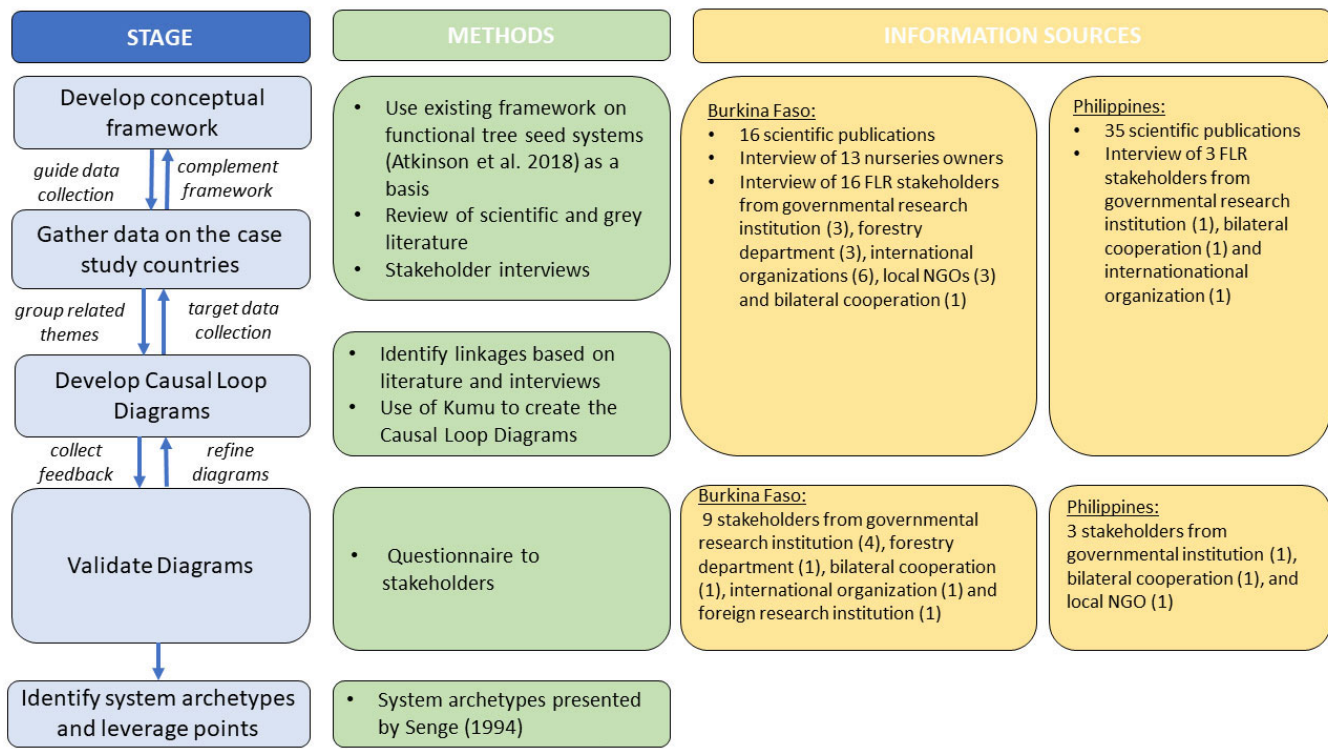 STAGE
METHODS
INFORMATION SOURCES
Develop conceptual
framework
guide data
collection
complement
framework
Gather data on the case
study countries
group related
themes
target data
collection
Develop Causal Loop
Diagrams
collect
feedback
refine
diagrams
Validate Diagrams
Identify system archetypes
and leverage points
• Use existing framework on
functional tree seed systems
(Atkinson et al. 2018) as a
basis
• Review of scientific and grey
literature
• Stakeholder interviews
• Identify linkages based on
literature and interviews
• Use of Kumu to create the
Causal Loop Diagrams
• Questionnaire to
stakeholders
• System archetypes presented
by Senge (1994)
Burkina Faso:
• 16 scientific publications
• Interview of 13 nurseries owners
• Interview of 16 FLR stakeholders
from governmental research
institution (3), forestry
department (3), international
organizations (6), local NGOs (3)
and bilateral cooperation (1)
Philippines:
• 35 scientific publications
• Interview of 3 FLR
stakeholders from
governmental research
institution (1), bilateral
cooperation (1) and
internationational
organization (1)
Burkina Faso:
9 stakeholders from governmental
research institution (4), forestry
department (1), bilateral cooperation
(1), international organization (1) and
foreign research institution (1)
Philippines:
3 stakeholders from
governmental institution (1),
bilateral cooperation (1), and
local NGO (1)